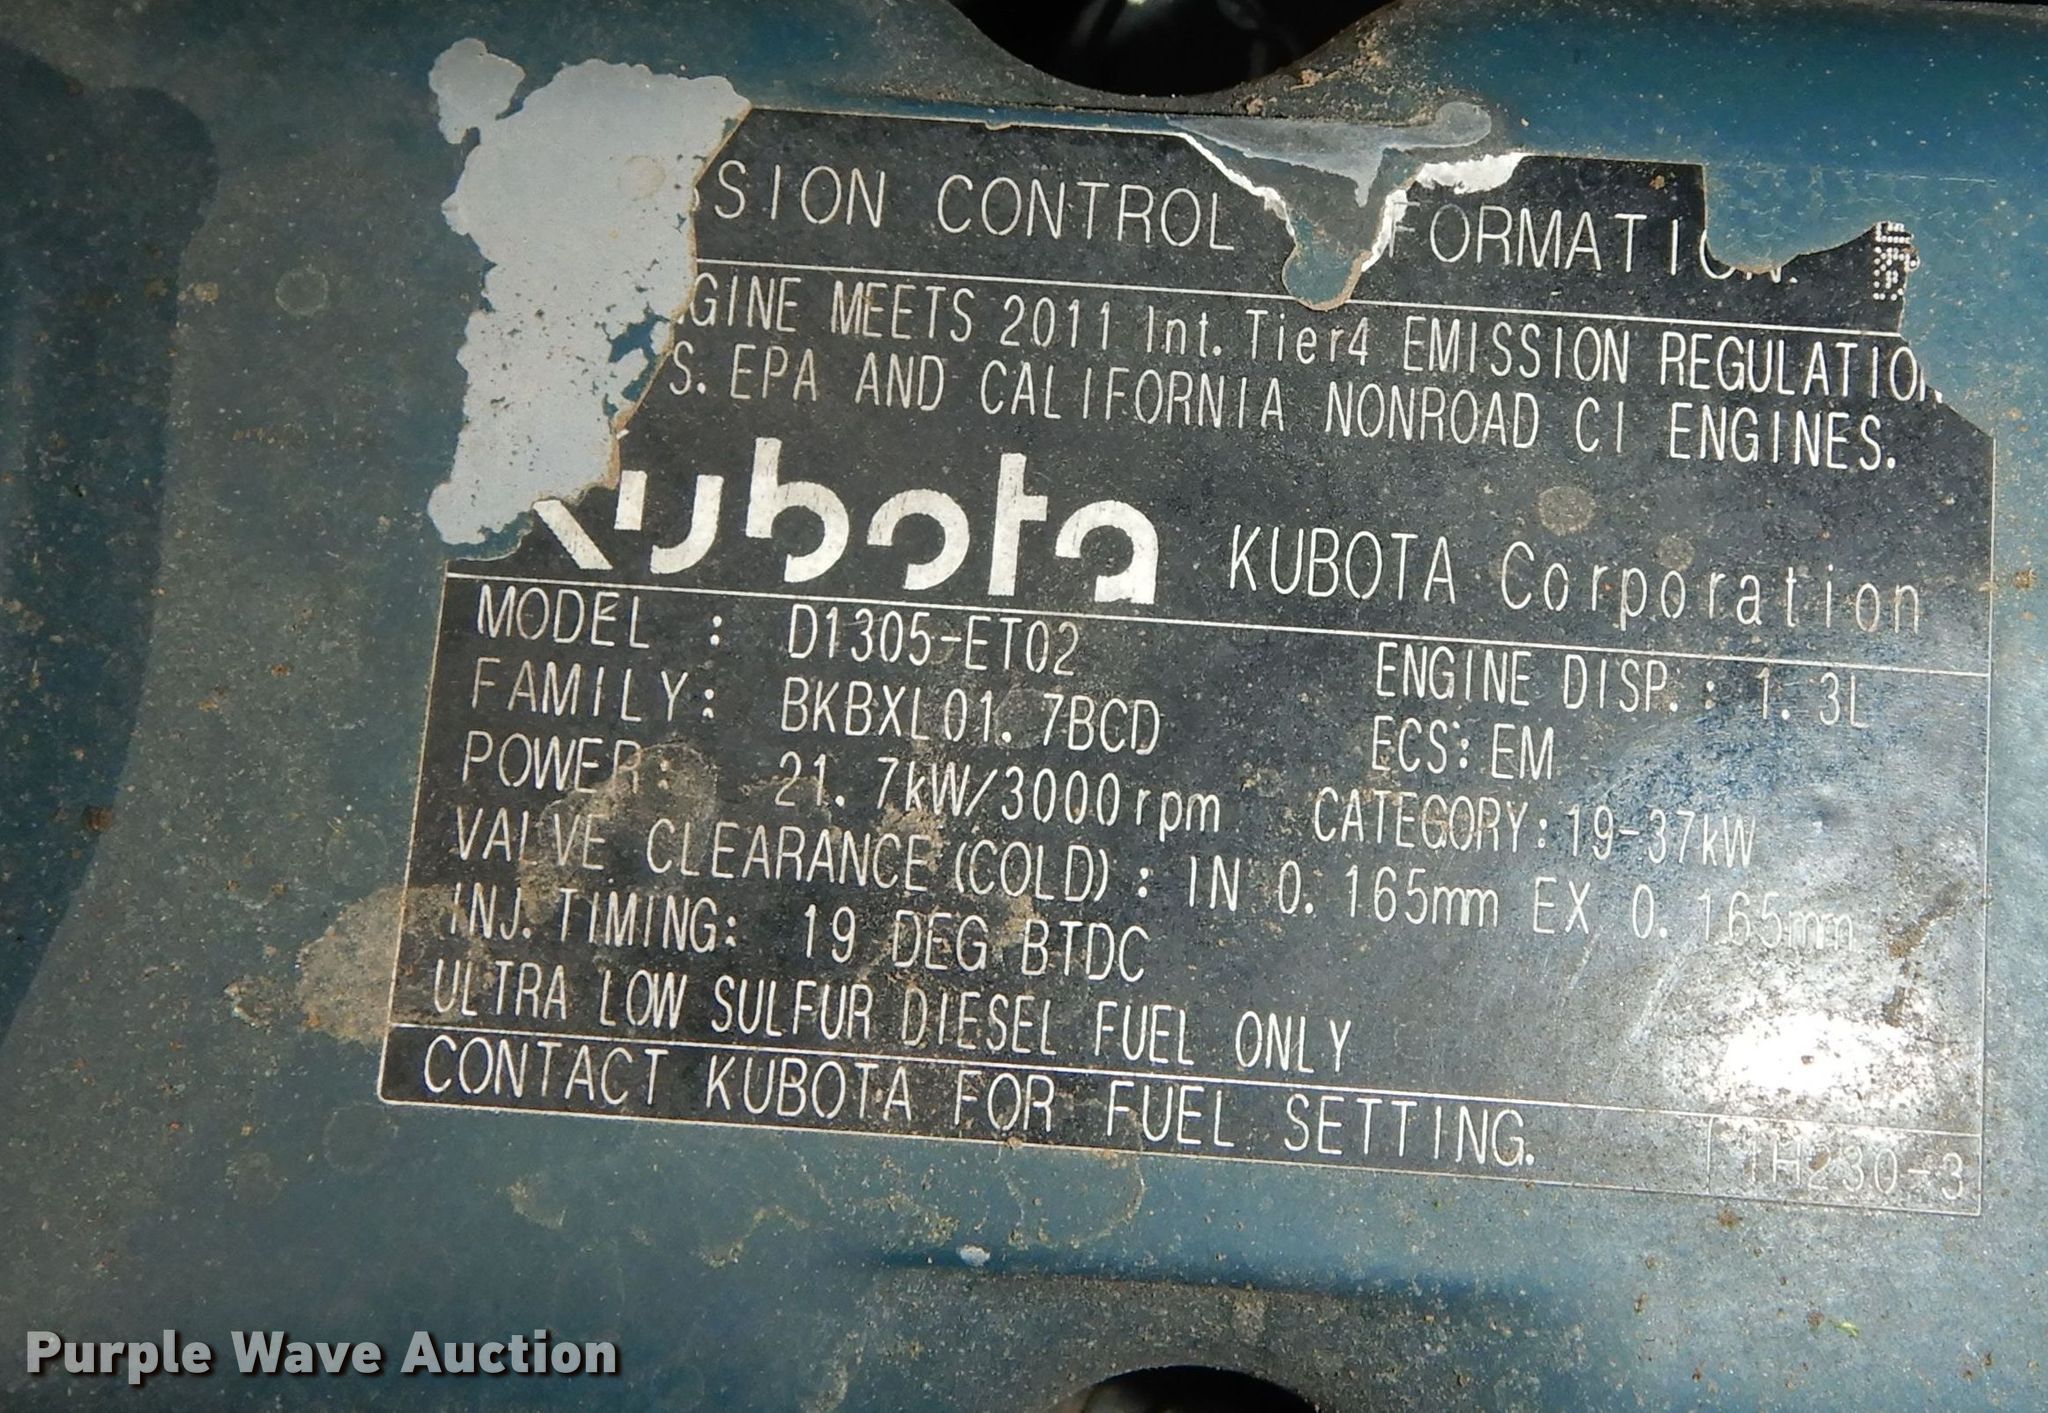 SION CONTROL FORMATION
GINE MEETS 2011 Int. Tier4 EMISSION REGULATION
S. EPA AND CALIFORNIA NONROAD CI ENGINES.
Kubota KUBOTA Corporation
MODEL : D1305-ET02 ENGINE DISP. : 1.3L
FAMILY: BKBXL01.7BCD ECS: EM
POWER: 21.7kW/3000rpm CATEGORY: 19-37kW
VALVE CLEARANCE (COLD) : IN 0.165mm EX 0.165mm
INJ. TIMING: 19 DEG BTDC
ULTRA LOW SULFUR DIESEL FUEL ONLY
CONTACT KUBOTA FOR FUEL SETTING.
Purple Wave Auction